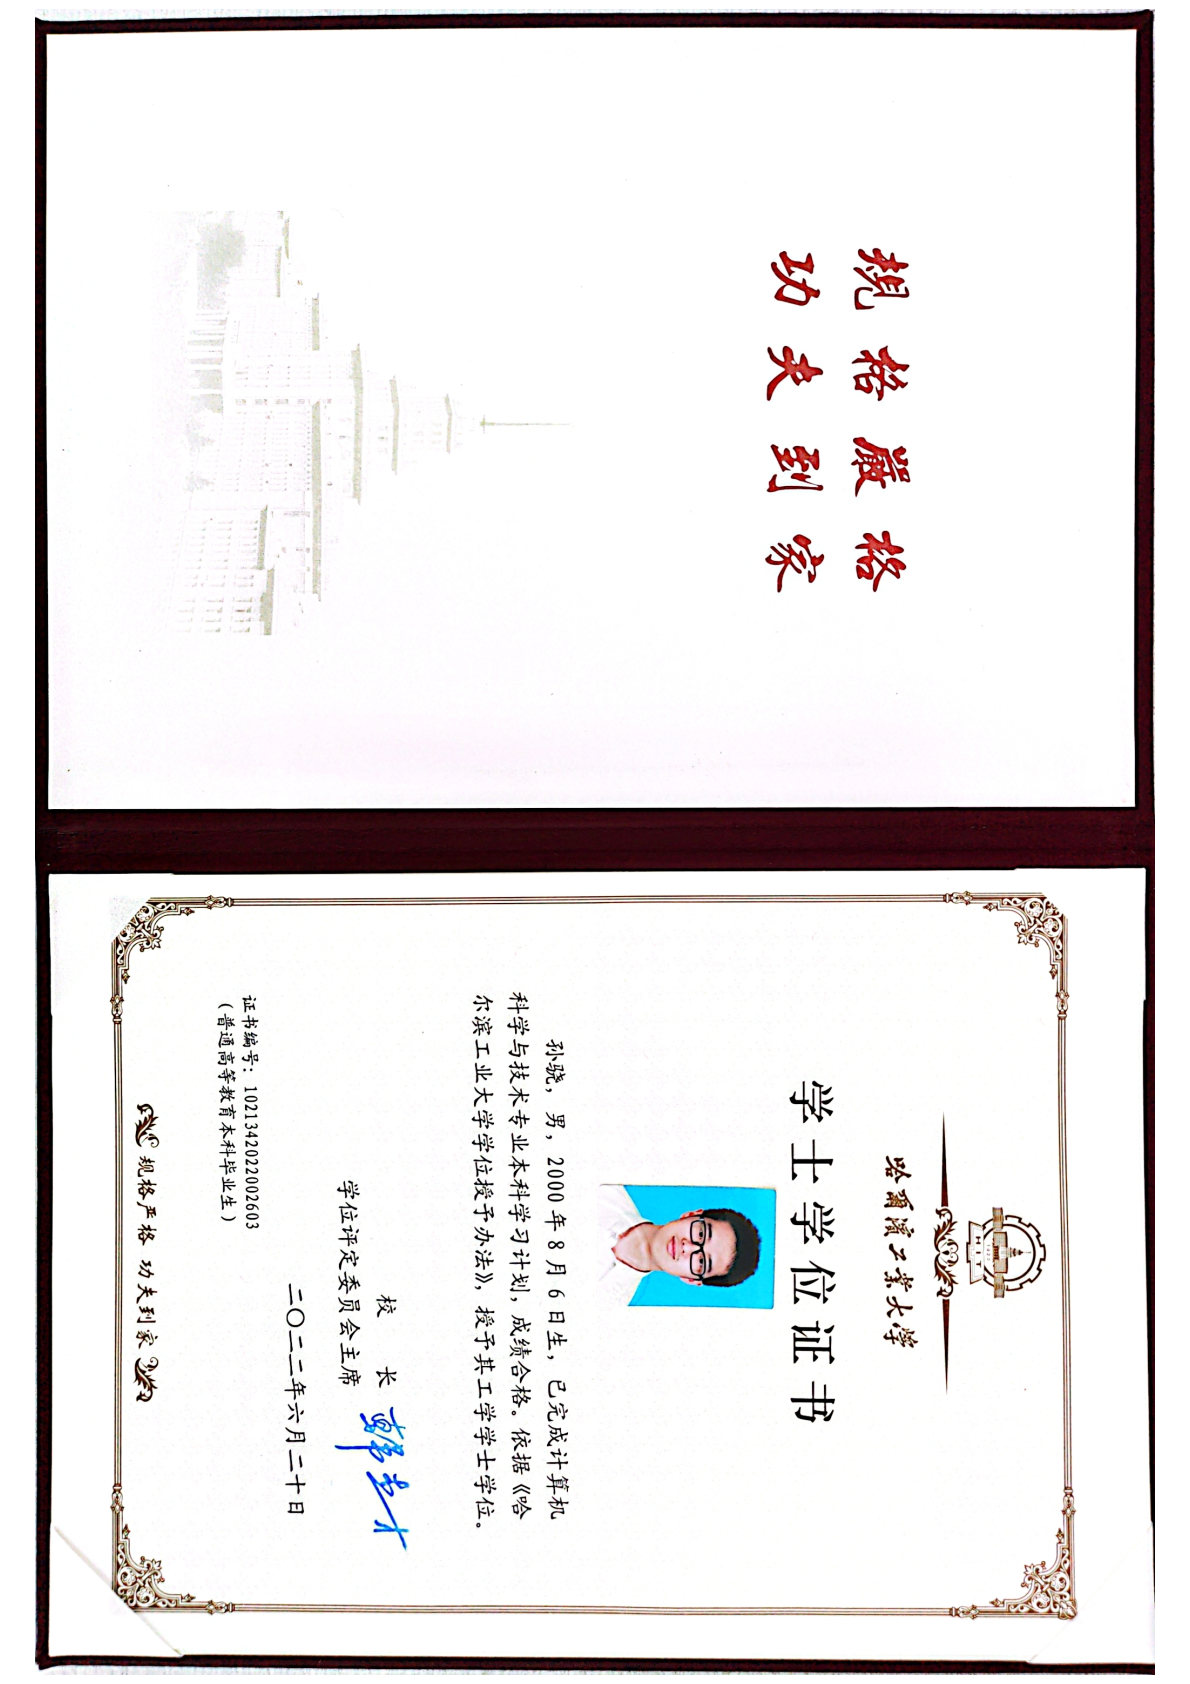 规格嚴格
功夫到家
HIT
1920
哈爾濱工業大學
学士学位证书
孙骁，男，2000年8月6日生，已完成计算机
科学与技术专业本科学习计划，成绩合格。依据《哈
尔滨工业大学学位授予办法》，授予其工学学士学位。
校 长
学位评定委员会主席
二〇二二年六月二十日
证书编号：1021342022002603
（普通高等教育本科毕业生）
规格严格 功夫到家